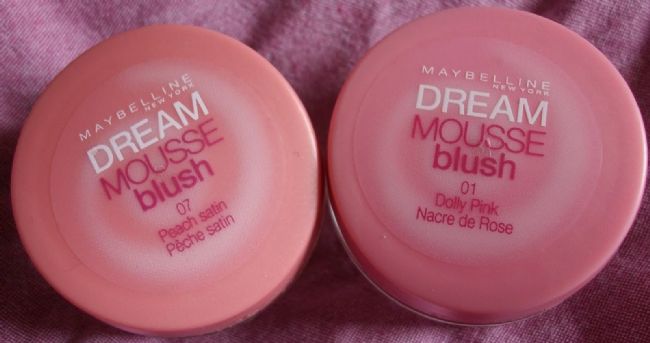 MAYBELLINE
NEW YORK
DREAM
MOUSSE
blush
07
Peach satin
Pêche satin
MAYBELLINE
NEW YORK
DREAM
MOUSSE
blush
01
Dolly Pink
Nacre de Rose